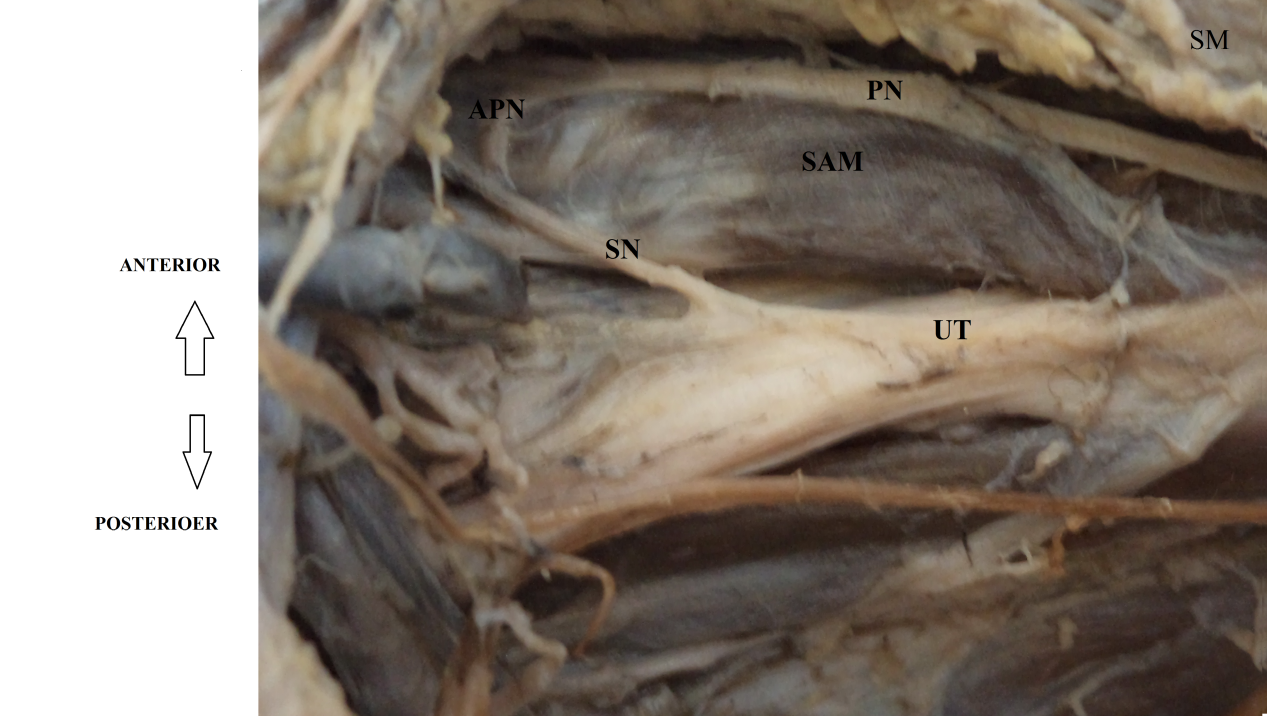 SM
PN
APN
SAM
SN
ANTERIOR
UT
POSTERIOER